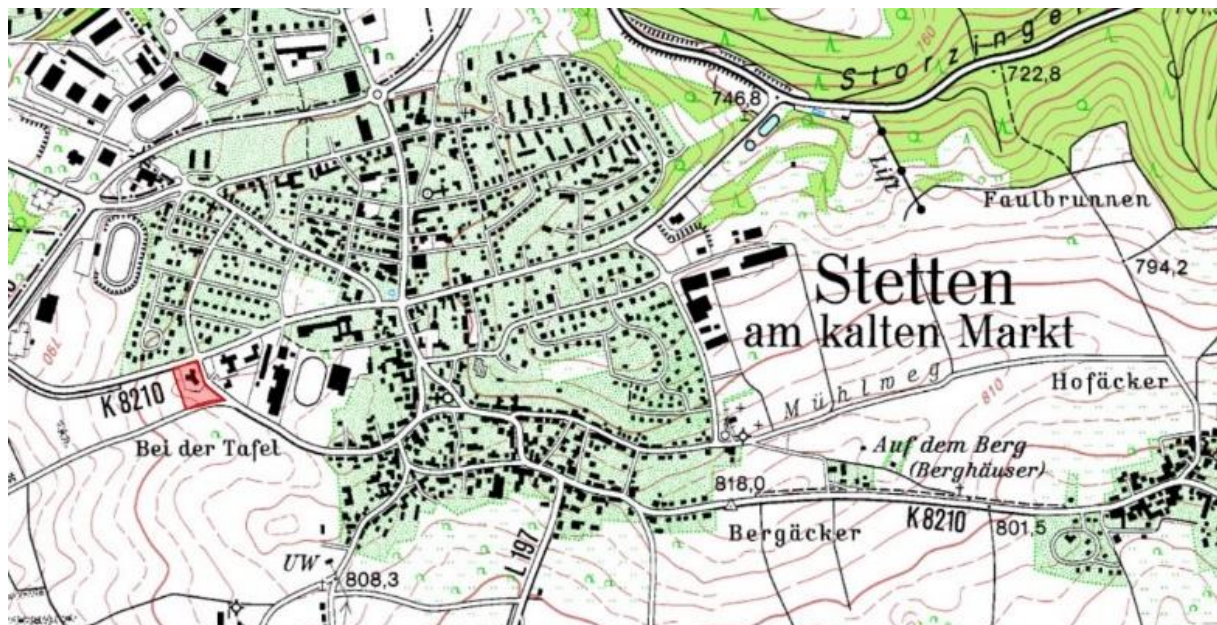 760
Storzinger
722,8
746,8
Lift
Faulbrunnen
794,2
Stetten
am kalten Markt
790
K 8210
Mühlweg
810
Hofäcker
Bei der Tafel
Auf dem Berg
(Berghäuser)
818,0
Bergäcker
K 8210
801,5
L 197
UW
808,3